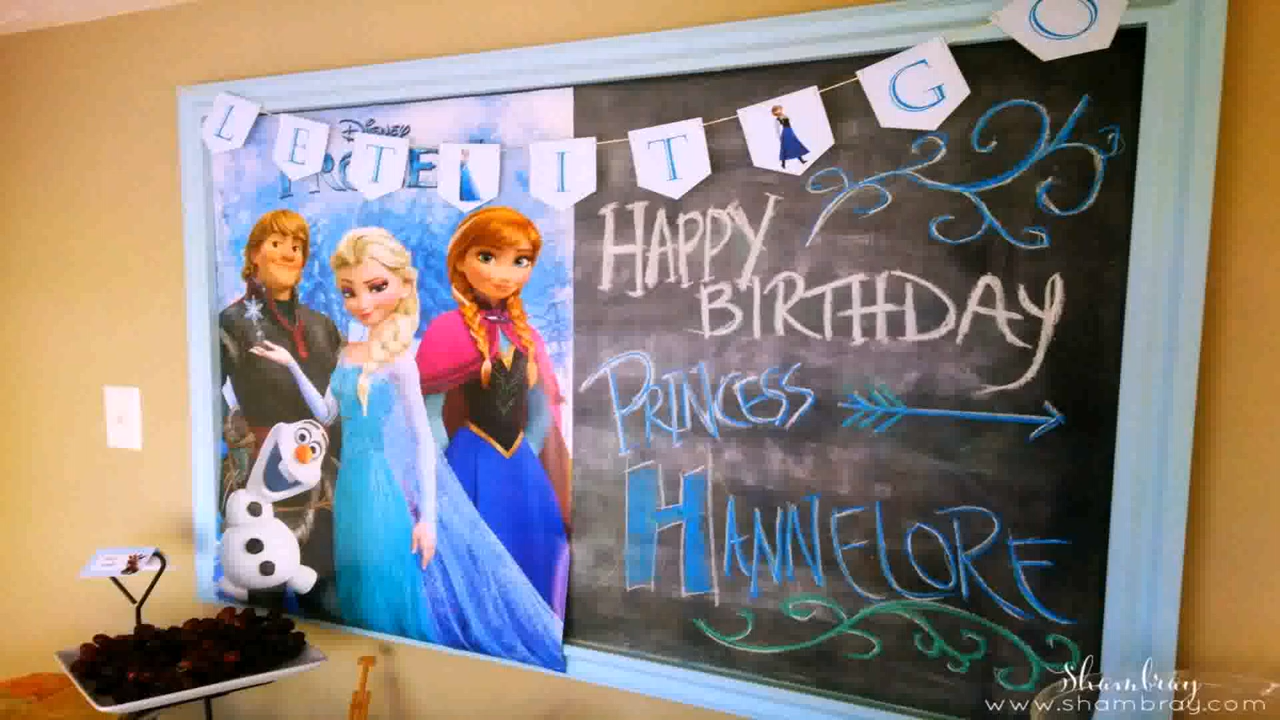 LET IT GO
DISNEY
FROZEN
HAPPY
BIRTHDAY
PRINCESS
HANNELORE
Shambray
www.shambray.com